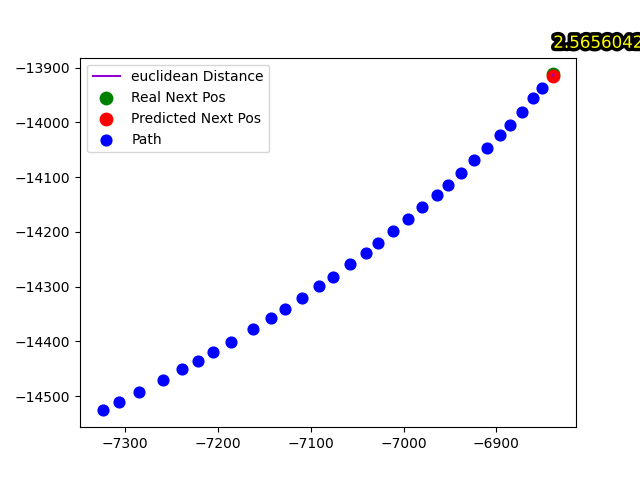 2.5656042
euclidean Distance
Real Next Pos
Predicted Next Pos
Path
−13900
−14000
−14100
−14200
−14300
−14400
−14500
−7300 −7200 −7100 −7000 −6900